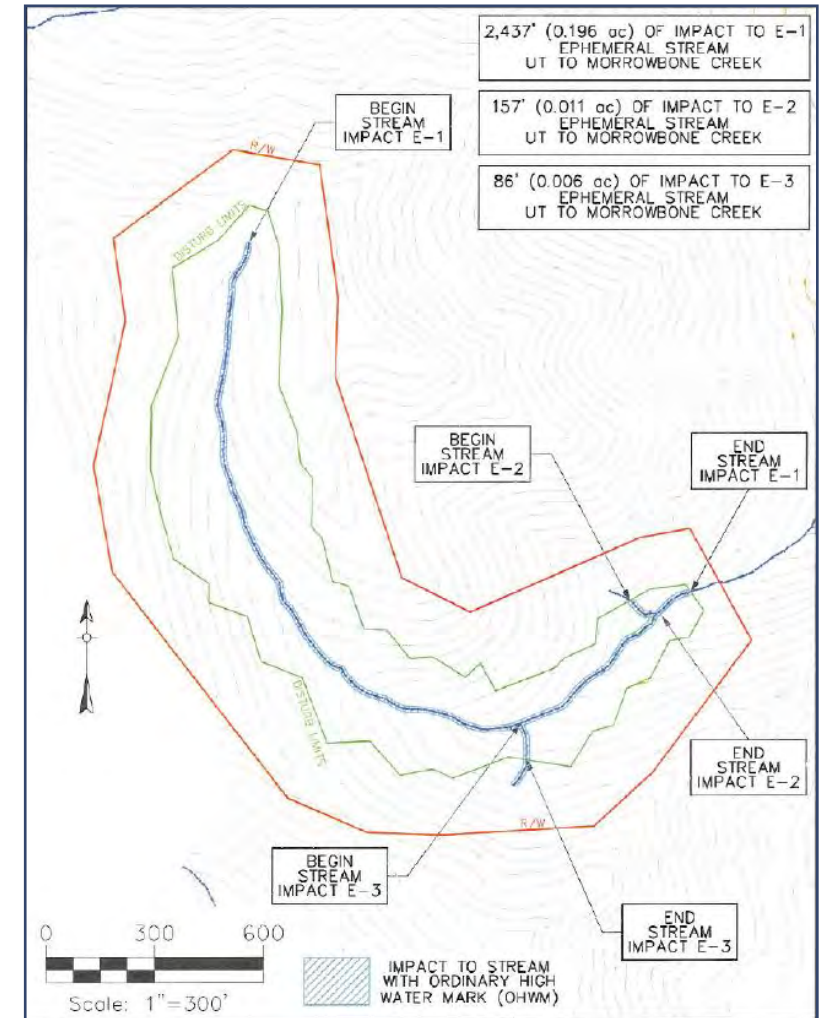 2,437' (0.196 ac) OF IMPACT TO E-1
EPHEMERAL STREAM
UT TO MORROWBONE CREEK
157' (0.011 ac) OF IMPACT TO E-2
EPHEMERAL STREAM
UT TO MORROWBONE CREEK
86' (0.006 ac) OF IMPACT TO E-3
EPHEMERAL STREAM
UT TO MORROWBONE CREEK
BEGIN
STREAM
IMPACT E-1
R/W
DISTURB LIMITS
BEGIN
STREAM
IMPACT E-2
END
STREAM
IMPACT E-1
DISTURB LIMITS
END
STREAM
IMPACT E-2
R/W
BEGIN
STREAM
IMPACT E-3
END
STREAM
IMPACT E-3
0 300 600
Scale: 1"=300'
IMPACT TO STREAM
WITH ORDINARY HIGH
WATER MARK (OHWM)